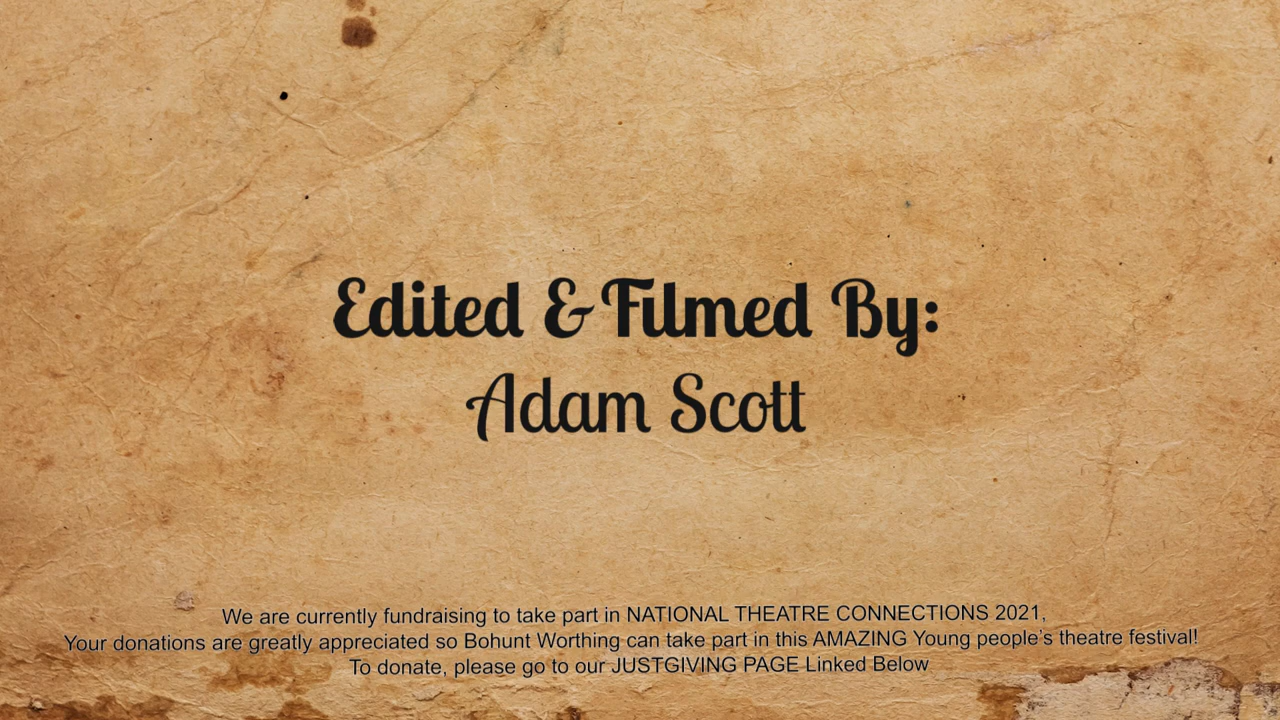 Edited & Filmed By:
Adam Scott
We are currently fundraising to take part in NATIONAL THEATRE CONNECTIONS 2021,
Your donations are greatly appreciated so Bohunt Worthing can take part in this AMAZING Young people's theatre festival!
To donate, please go to our JUSTGIVING PAGE Linked Below